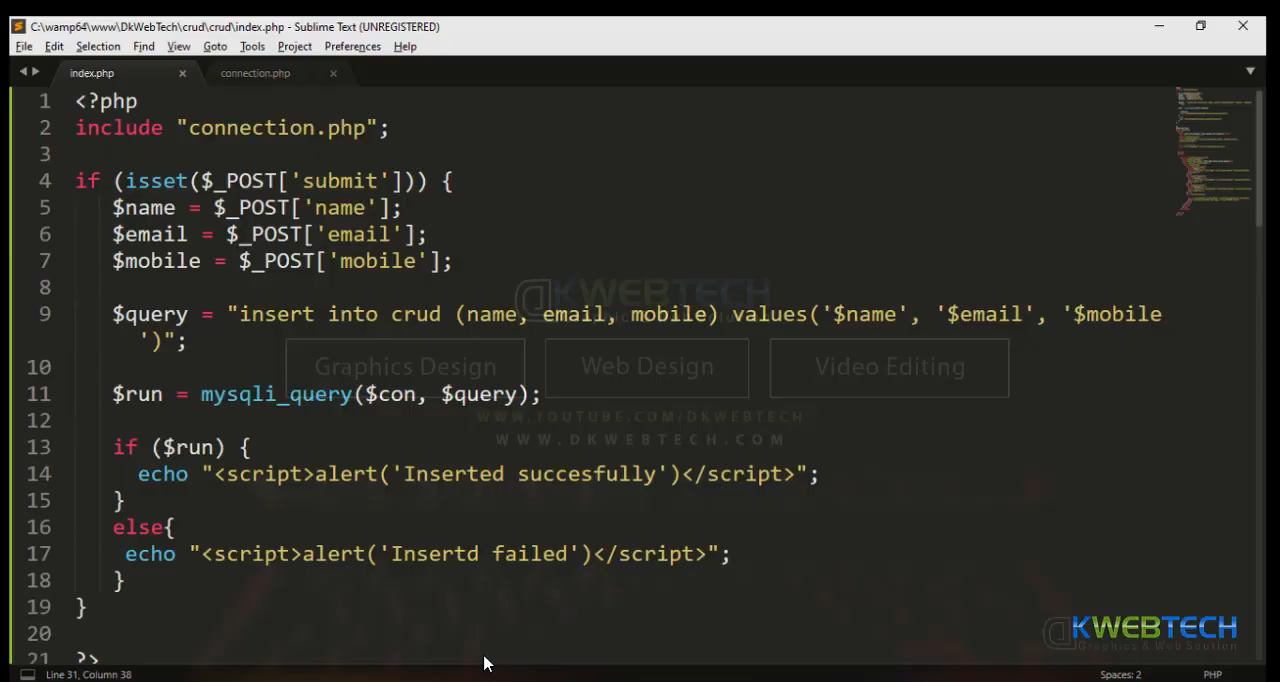 C:\wamp64\www\DkWebTech\crud\crud\index.php - Sublime Text (UNREGISTERED)
File Edit Selection Find View Goto Tools Project Preferences Help
index.php connection.php
1 <?php
2 include "connection.php";
3
4 if (isset($_POST['submit'])) {
5 $name = $_POST['name'];
6 $email = $_POST['email'];
7 $mobile = $_POST['mobile'];
8
@KWEBTECH
9 $query = "insert into crud (name, email, mobile) values('$name', '$email', '$mobile
')";
Graphics Design Web Design Video Editing
10
11 $run = mysqli_query($con, $query);
WWW.YOUTUBE.COM/DKWEBTECH
12
WWW.DKWEBTECH.COM
13 if ($run) {
14 echo "<script>alert('Inserted succesfully')</script>";
15 }
16 else{
17 echo "<script>alert('Insertd failed')</script>";
18 }
19 }
20
@KWEBTECH
Graphics & Web Soution
21 ?>
Line 31, Column 38 Spaces: 2 PHP